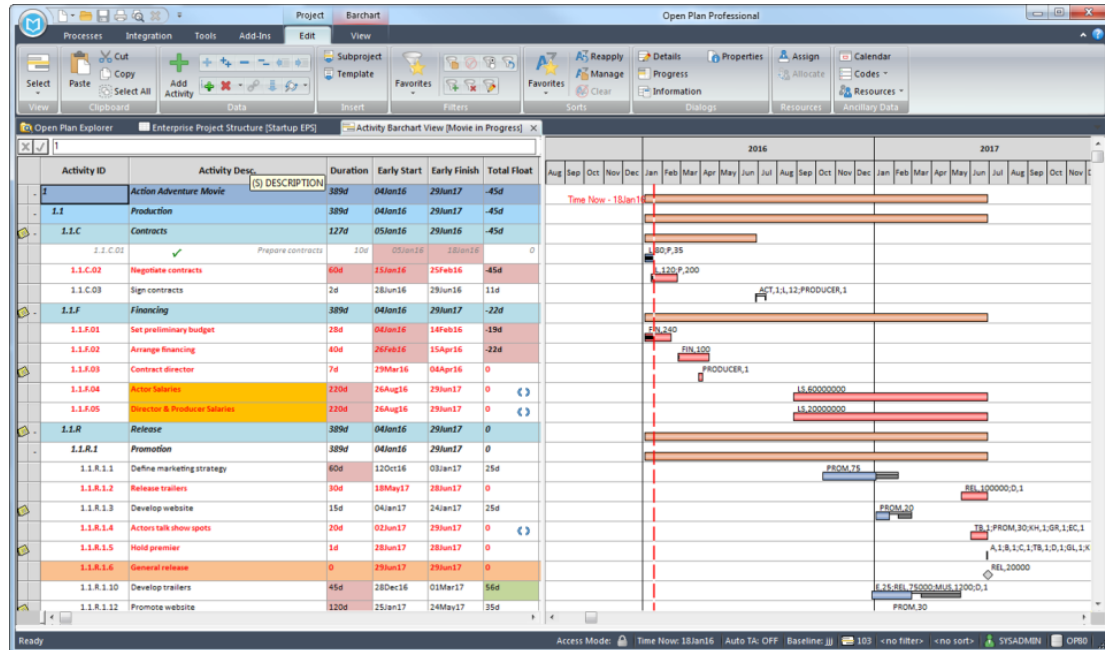 Project Barchart Open Plan Professional
Processes Integration Tools Add-Ins Edit View
Select
View
Paste
Cut
Copy
Select All
Clipboard
Add Activity
Data
Subproject
Template
Insert
Favorites
Filters
Favorites
Reapply
Manage
Clear
Sorts
Details
Progress
Information
Properties
Dialogs
Assign
Allocate
Resources
Calendar
Codes
Resources
Ancillary Data
Open Plan Explorer Enterprise Project Structure [Startup EPS] Activity Barchart View [Movie in Progress]
1
Activity ID Activity Desc. Duration Early Start Early Finish Total Float
(S) DESCRIPTION
2016 2017
Aug Sep Oct Nov Dec Jan Feb Mar Apr May Jun Jul Aug Sep Oct Nov Dec Jan Feb Mar Apr May Jun Jul Aug Sep Oct Nov
1 Action Adventure Movie 389d 04Jan16 29Jun17 -45d
Time Now - 18Jan16
1.1 Production 389d 04Jan16 29Jun17 -45d
1.1.C Contracts 127d 05Jan16 29Jun16 -45d
1.1.C.01 Prepare contracts 10d 05Jan16 18Jan16 0 L,80;P,35
1.1.C.02 Negotiate contracts 60d 15Jan16 25Feb16 -45d L,120;P,200
1.1.C.03 Sign contracts 2d 28Jun16 29Jun16 11d ACT,1;L,12;PRODUCER,1
1.1.F Financing 389d 04Jan16 29Jun17 -22d
1.1.F.01 Set preliminary budget 28d 04Jan16 14Feb16 -19d FIN,240
1.1.F.02 Arrange financing 40d 26Feb16 15Apr16 -22d FIN,100
1.1.F.03 Contract director 7d 29Mar16 04Apr16 0 PRODUCER,1
1.1.F.04 Actor Salaries 220d 26Aug16 29Jun17 0 LS,60000000
1.1.F.05 Director & Producer Salaries 220d 26Aug16 29Jun17 0 LS,20000000
1.1.R Release 389d 04Jan16 29Jun17 0
1.1.R.1 Promotion 389d 04Jan16 29Jun17 0
1.1.R.1.1 Define marketing strategy 60d 12Oct16 03Jan17 25d PROM,75
1.1.R.1.2 Release trailers 30d 18May17 28Jun17 0 REL,100000;D,1
1.1.R.1.3 Develop website 15d 04Jan17 24Jan17 25d PROM,20
1.1.R.1.4 Actors talk show spots 20d 02Jun17 29Jun17 0 TB,1;PROM,30;KH,1;GR,1;EC,1
1.1.R.1.5 Hold premier 1d 28Jun17 28Jun17 0 A,1;B,1;C,1;TB,1;D,1;GL,1;K
1.1.R.1.6 General release 0 29Jun17 29Jun17 0 REL,20000
1.1.R.1.10 Develop trailers 45d 28Dec16 01Mar17 56d E,25;REL,75000;MUS,1200;D,1
1.1.R.1.12 Promote website 120d 25Jan17 24May17 35d PROM,30
Ready Access Mode: Time Now: 18Jan16 Auto TA: OFF Baseline: jjj 103 <no filter> <no sort> SYSADMIN OP80